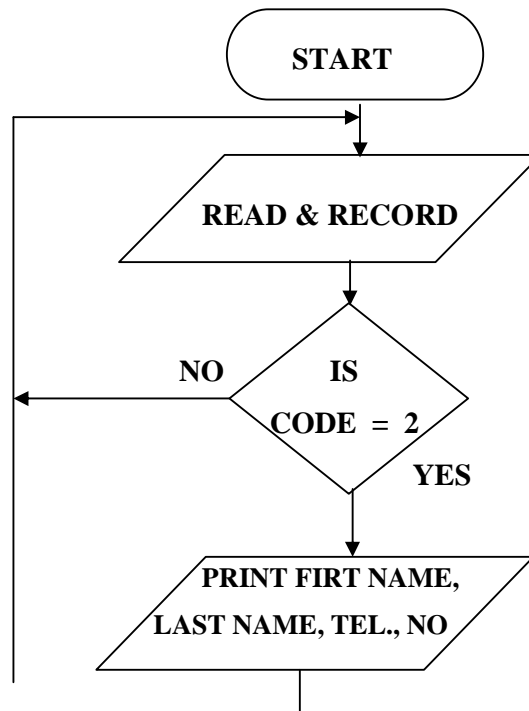 START
READ & RECORD
NO
IS
CODE = 2
YES
PRINT FIRT NAME,
LAST NAME, TEL., NO